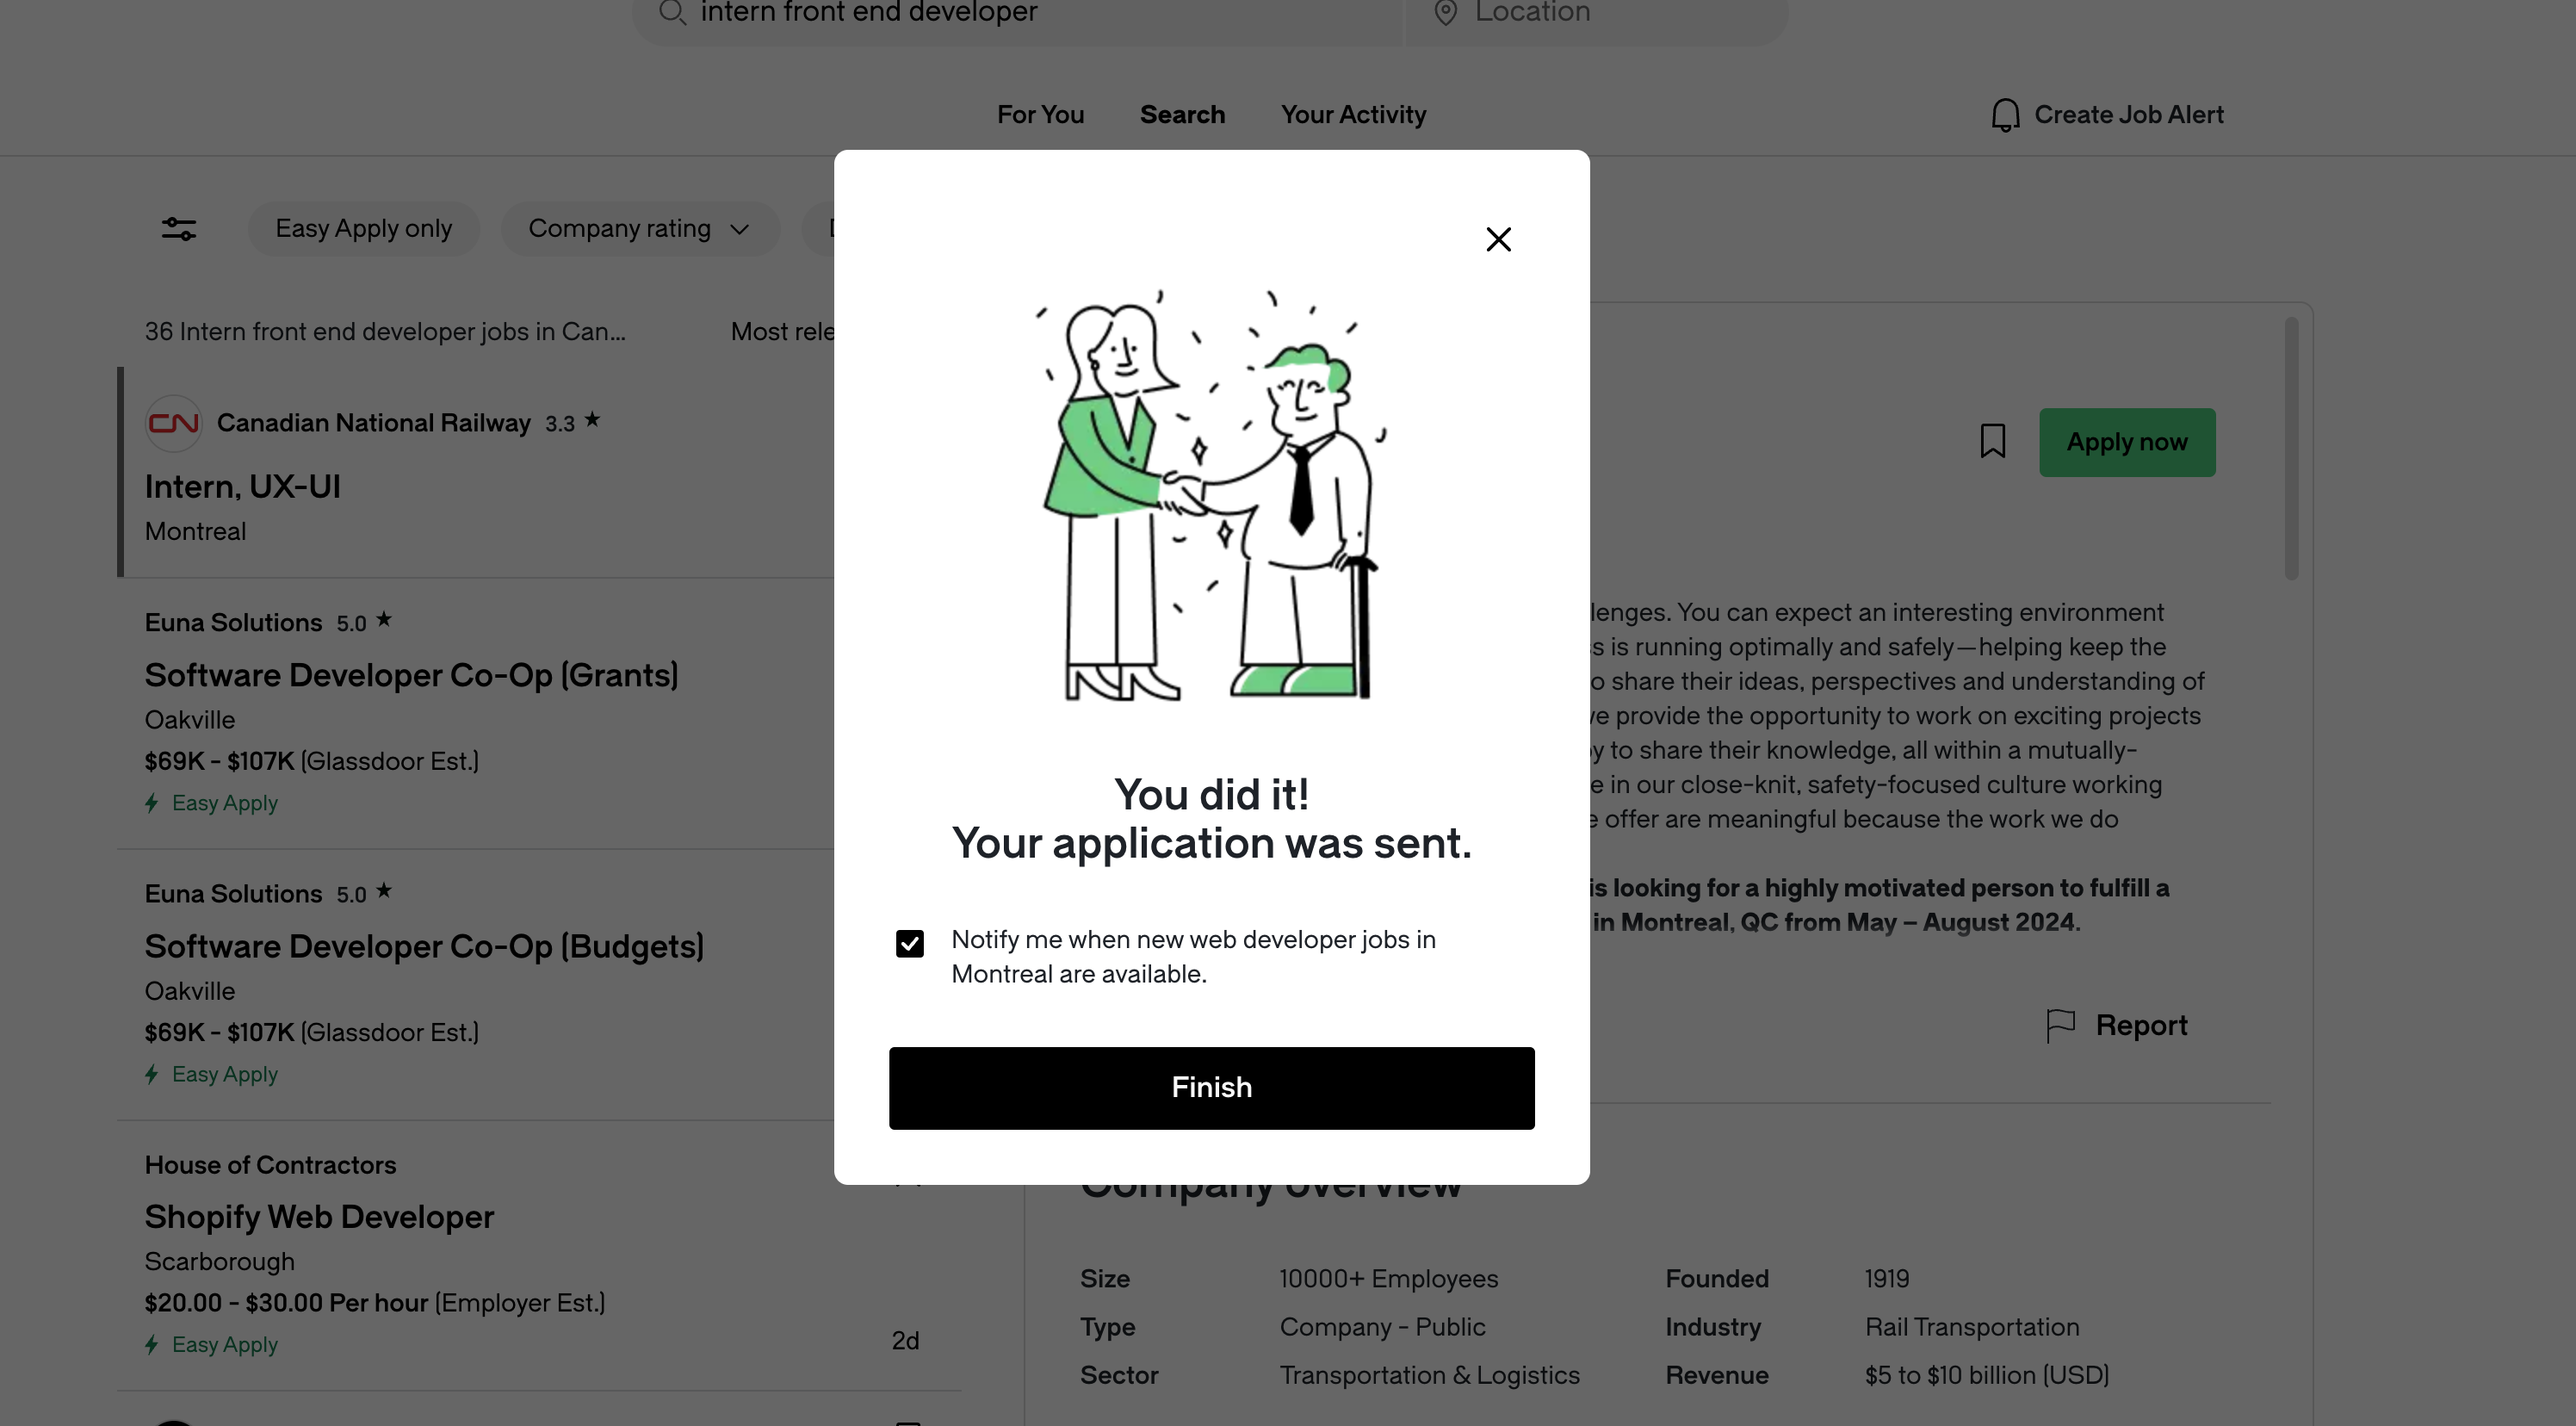 intern front end developer
Location
For You
Search
Your Activity
Create Job Alert
Easy Apply only
Company rating
36 Intern front end developer jobs in Can...
Most rele
CN
Canadian National Railway 3.3 ★
Intern, UX-UI
Montreal
Euna Solutions 5.0 ★
Software Developer Co-Op (Grants)
Oakville
$69K - $107K (Glassdoor Est.)
Easy Apply
Euna Solutions 5.0 ★
Software Developer Co-Op (Budgets)
Oakville
$69K - $107K (Glassdoor Est.)
Easy Apply
House of Contractors
Shopify Web Developer
Scarborough
$20.00 - $30.00 Per hour (Employer Est.)
Easy Apply
2d
You did it!
Your application was sent.
Notify me when new web developer jobs in
Montreal are available.
Finish
Apply now
lenges. You can expect an interesting environment
s is running optimally and safely—helping keep the
o share their ideas, perspectives and understanding of
we provide the opportunity to work on exciting projects
y to share their knowledge, all within a mutually-
e in our close-knit, safety-focused culture working
e offer are meaningful because the work we do
is looking for a highly motivated person to fulfill a
in Montreal, QC from May – August 2024.
Report
Company overview
Size 10000+ Employees Founded 1919
Type Company - Public Industry Rail Transportation
Sector Transportation & Logistics Revenue $5 to $10 billion (USD)